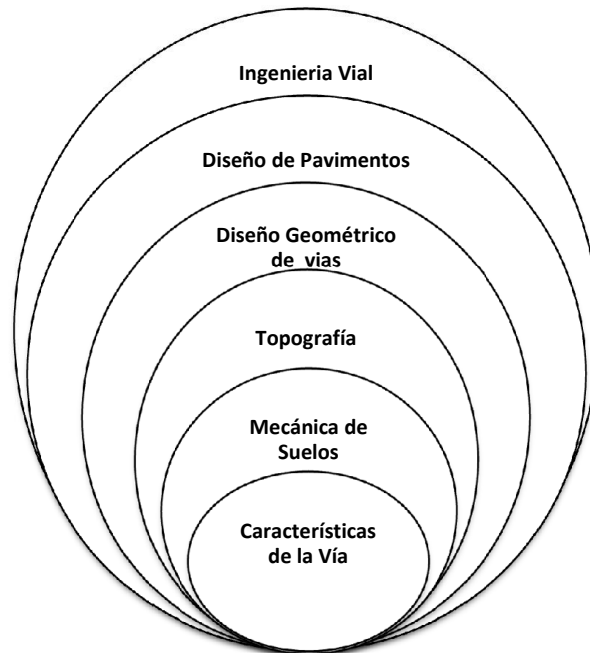 Ingenieria Vial
Diseño de Pavimentos
Diseño Geométrico
de vias
Topografía
Mecánica de
Suelos
Características
de la Vía